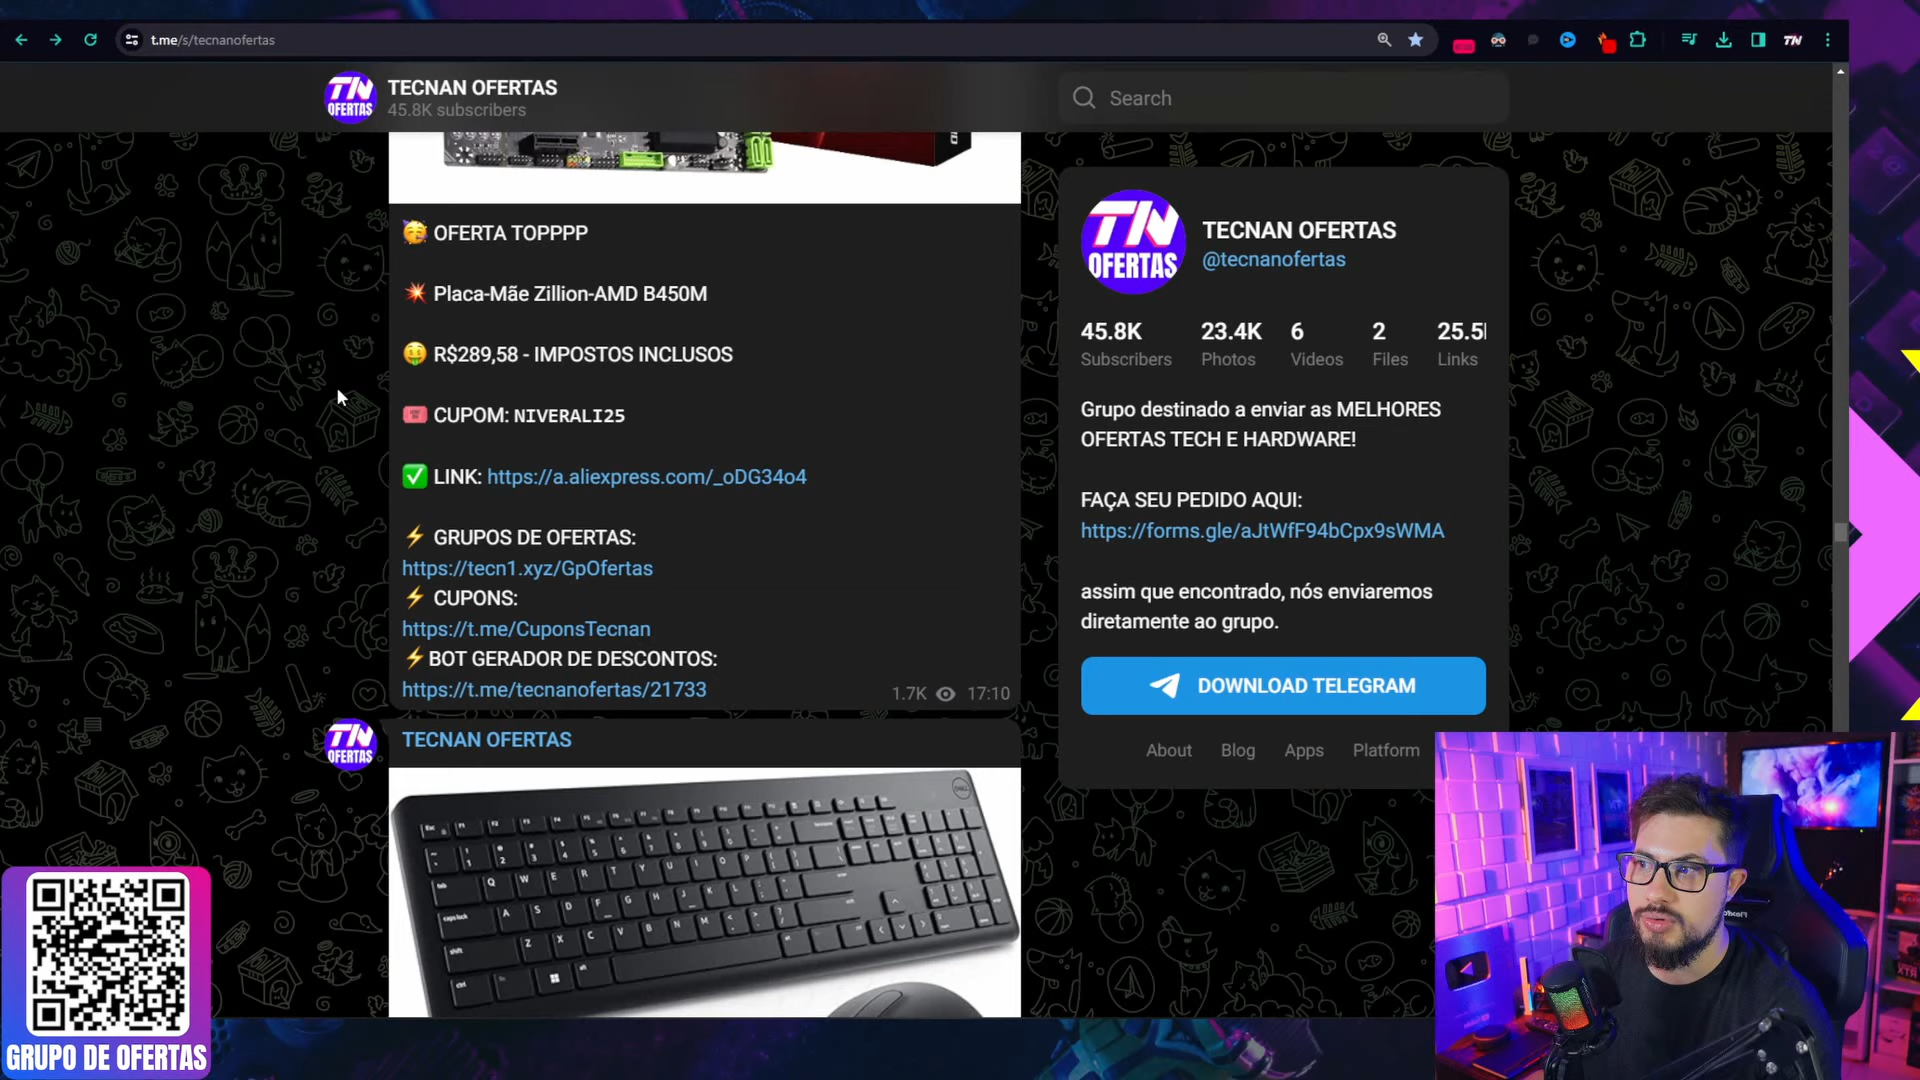 t.me/s/tecnanofertas
TN
TN
OFERTAS
TECNAN OFERTAS
45.8K subscribers
Search
OFERTA TOPPPP
Placa-Mãe Zillion-AMD B450M
R$289,58 - IMPOSTOS INCLUSOS
CUPOM: NIVERALI25
LINK: https://a.aliexpress.com/_oDG34o4
GRUPOS DE OFERTAS:
https://tecn1.xyz/GpOfertas
CUPONS:
https://t.me/CuponsTecnan
BOT GERADOR DE DESCONTOS:
https://t.me/tecnanofertas/21733
1.7K 17:10
TN
OFERTAS
TECNAN OFERTAS
TN
OFERTAS
TECNAN OFERTAS
@tecnanofertas
45.8K 23.4K 6 2 25.5
Subscribers Photos Videos Files Links
Grupo destinado a enviar as MELHORES
OFERTAS TECH E HARDWARE!
FAÇA SEU PEDIDO AQUI:
https://forms.gle/aJtWfF94bCpx9sWMA
assim que encontrado, nós enviaremos
diretamente ao grupo.
DOWNLOAD TELEGRAM
About Blog Apps Platform
GRUPO DE OFERTAS